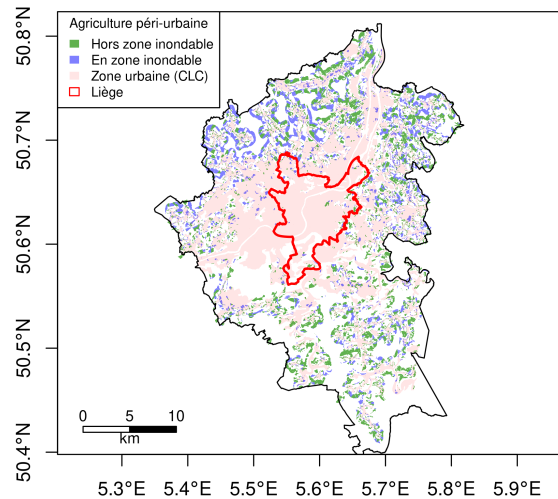 Agriculture péri-urbaine
Hors zone inondable
En zone inondable
Zone urbaine (CLC)
Liège
50.8°N
50.7°N
50.6°N
50.5°N
50.4°N
0 5 10
km
5.3°E 5.4°E 5.5°E 5.6°E 5.7°E 5.8°E 5.9°E